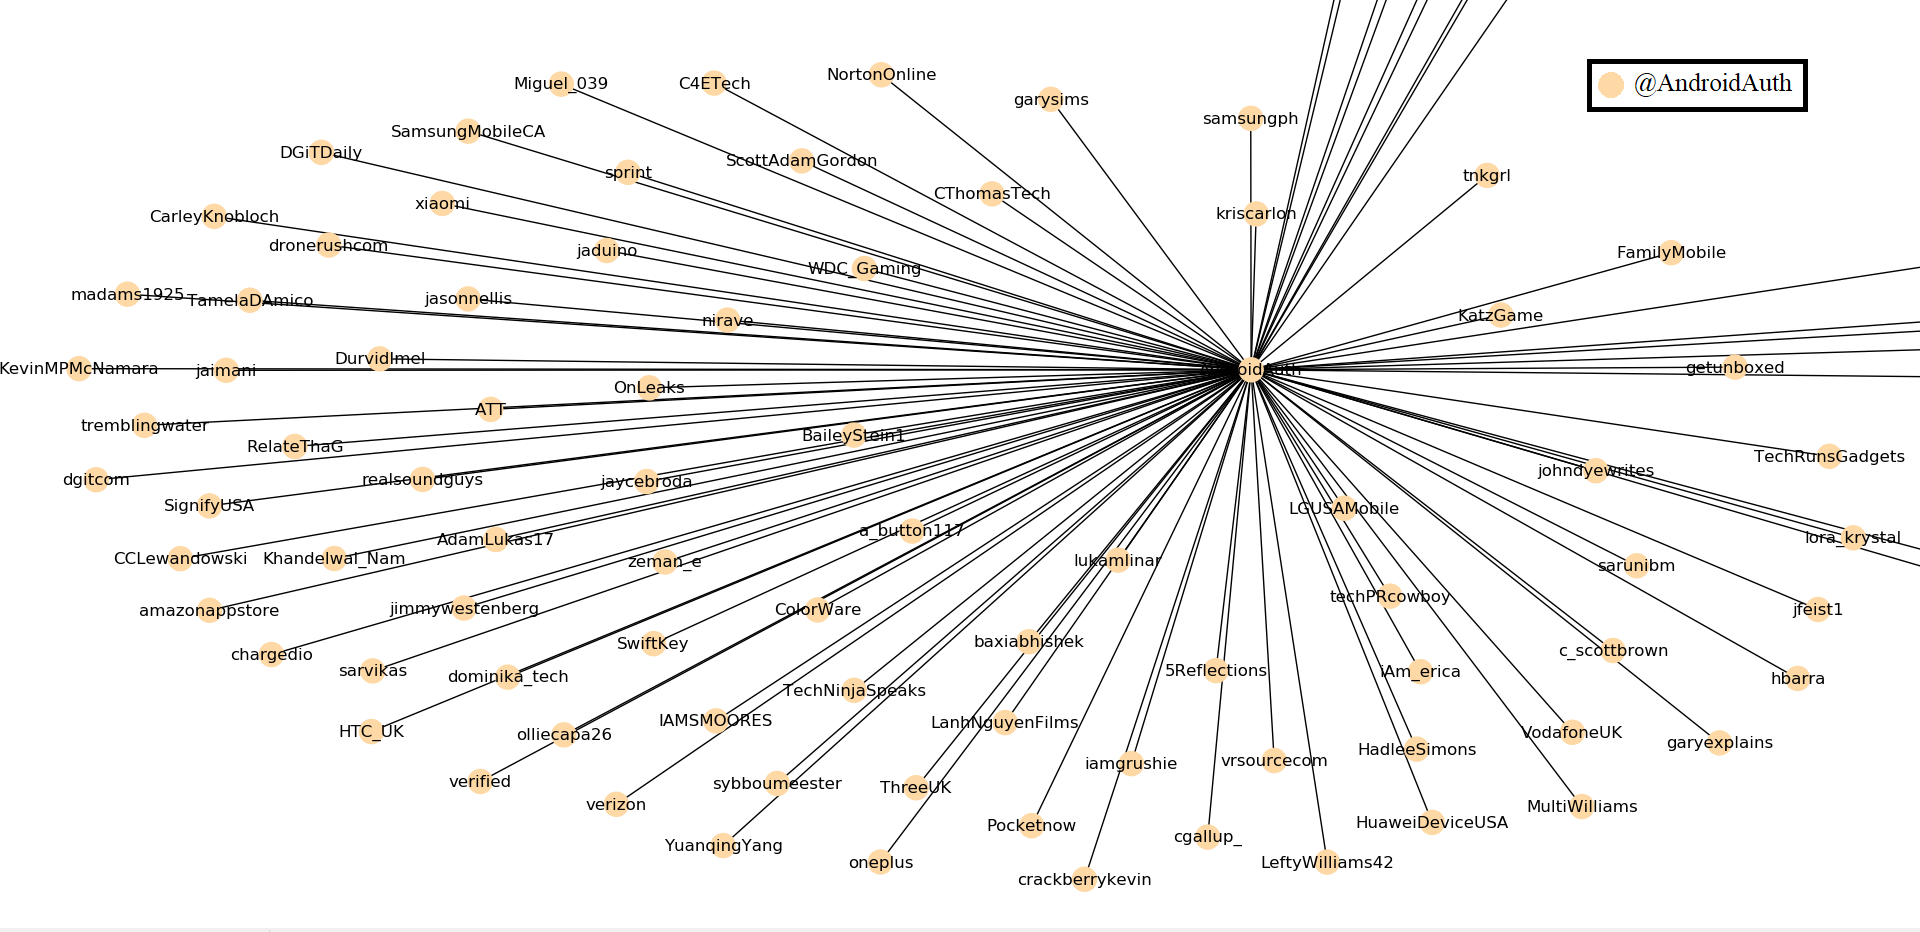 NortonOnline
Miguel_039
C4ETech
@AndroidAuth
garysims
samsungph
SamsungMobileCA
DGiTDaily
ScottAdamGordon
sprint
tnkgrl
CThomasTech
xiaomi
kriscarlon
CarleyKnobloch
dronerushcom
jaduino
FamilyMobile
WDC_Gaming
madams1925
TamelaDAmico
jasonnellis
KatzGame
nirave
Durvidlmel
getunboxed
KevinMPMcNamara
jaimani
AndroidAuth
OnLeaks
ATT
tremblingwater
BaileyStein1
RelateThaG
TechRunsGadgets
johndyewrites
dgitcom
realsoundguys
jaycebroda
SignifyUSA
LGUSAMobile
a_button117
lora_krystal
AdamLukas17
CCLewandowski
Khandelwal_Nam
zeman_e
lukamlinar
sarunibm
techPRcowboy
amazonappstore
jimmywestenberg
ColorWare
jfeist1
SwiftKey
baxiabhishek
c_scottbrown
chargedio
sarvikas
dominika_tech
5Reflections
iAm_erica
hbarra
TechNinjaSpeaks
IAMSMOORES
LanhNguyenFilms
HTC_UK
olliecapa26
VodafoneUK
garyexplains
HadleeSimons
vrsourcecom
iamgrushie
verified
sybboumeester
ThreeUK
verizon
MultiWilliams
Pocketnow
HuaweiDeviceUSA
cgallup_
YuanqingYang
oneplus
LeftyWilliams42
crackberrykevin